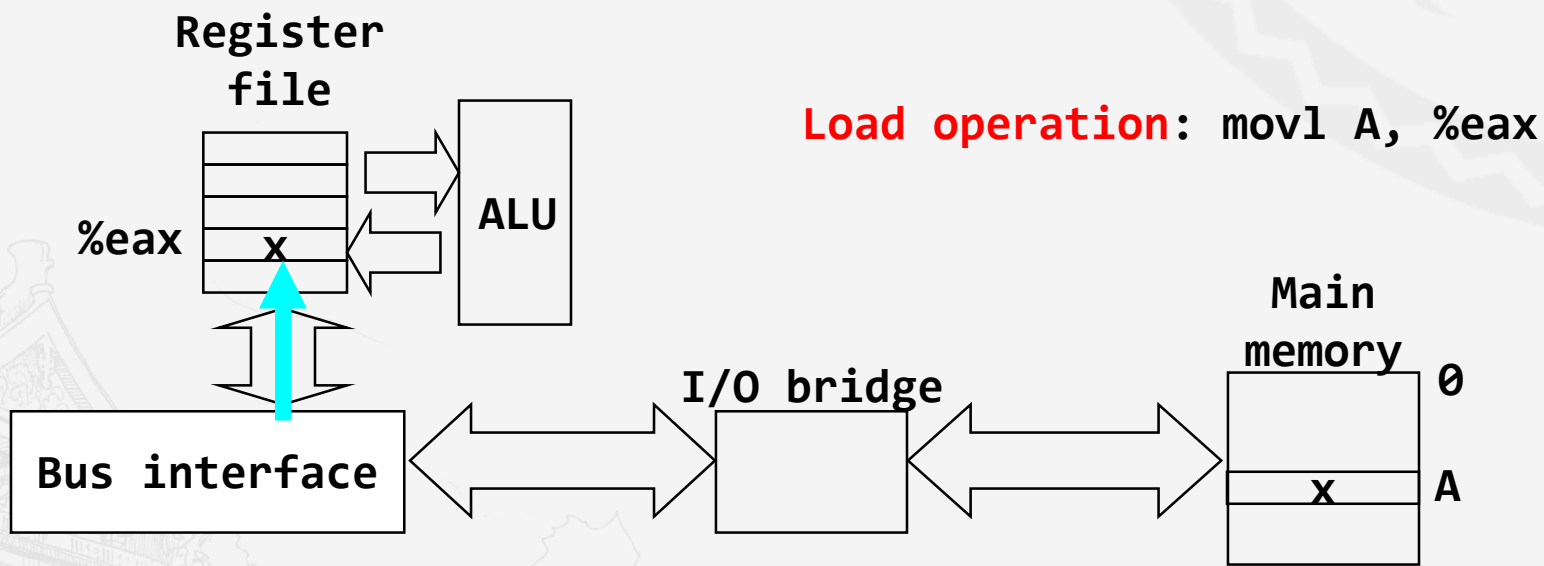 Register
file
Load operation: movl A, %eax
ALU
%eax
x
Main
memory
I/O bridge
0
Bus interface
x
A